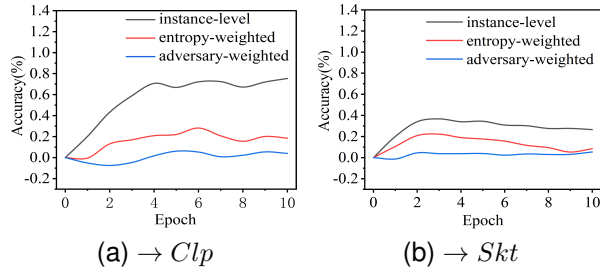 1.4
1.2
1.0
0.8
0.6
0.4
0.2
0.0
-0.2
Accuracy(%)
instance-level
entropy-weighted
adversary-weighted
0 2 4 6 8 10
Epoch
(a) → Clp
1.4
1.2
1.0
0.8
0.6
0.4
0.2
0.0
-0.2
Accuracy(%)
instance-level
entropy-weighted
adversary-weighted
0 2 4 6 8 10
Epoch
(b) → Skt